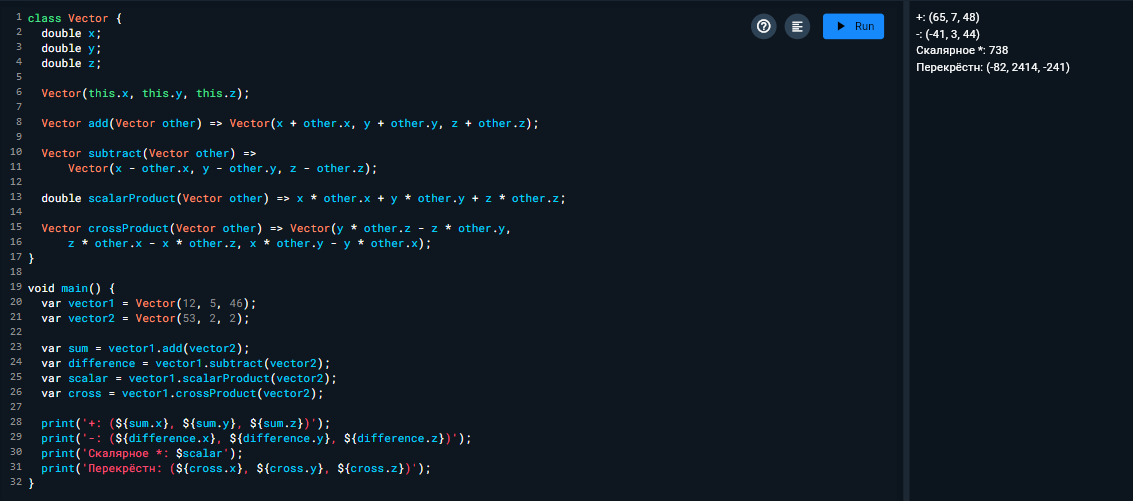 1 class Vector {
2   double x;
3   double y;
4   double z;
5
6   Vector(this.x, this.y, this.z);
7
8   Vector add(Vector other) => Vector(x + other.x, y + other.y, z + other.z);
9
10   Vector subtract(Vector other) =>
11       Vector(x - other.x, y - other.y, z - other.z);
12
13   double scalarProduct(Vector other) => x * other.x + y * other.y + z * other.z;
14
15   Vector crossProduct(Vector other) => Vector(y * other.z - z * other.y,
16       z * other.x - x * other.z, x * other.y - y * other.x);
17 }
18
19 void main() {
20   var vector1 = Vector(12, 5, 46);
21   var vector2 = Vector(53, 2, 2);
22
23   var sum = vector1.add(vector2);
24   var difference = vector1.subtract(vector2);
25   var scalar = vector1.scalarProduct(vector2);
26   var cross = vector1.crossProduct(vector2);
27
28   print('+: (${sum.x}, ${sum.y}, ${sum.z})');
29   print('-: (${difference.x}, ${difference.y}, ${difference.z})');
30   print('Скалярное *: $scalar');
31   print('Перекрёстн: (${cross.x}, ${cross.y}, ${cross.z})');
32 }
? Run
+: (65, 7, 48)
-: (-41, 3, 44)
Скалярное *: 738
Перекрёстн: (-82, 2414, -241)